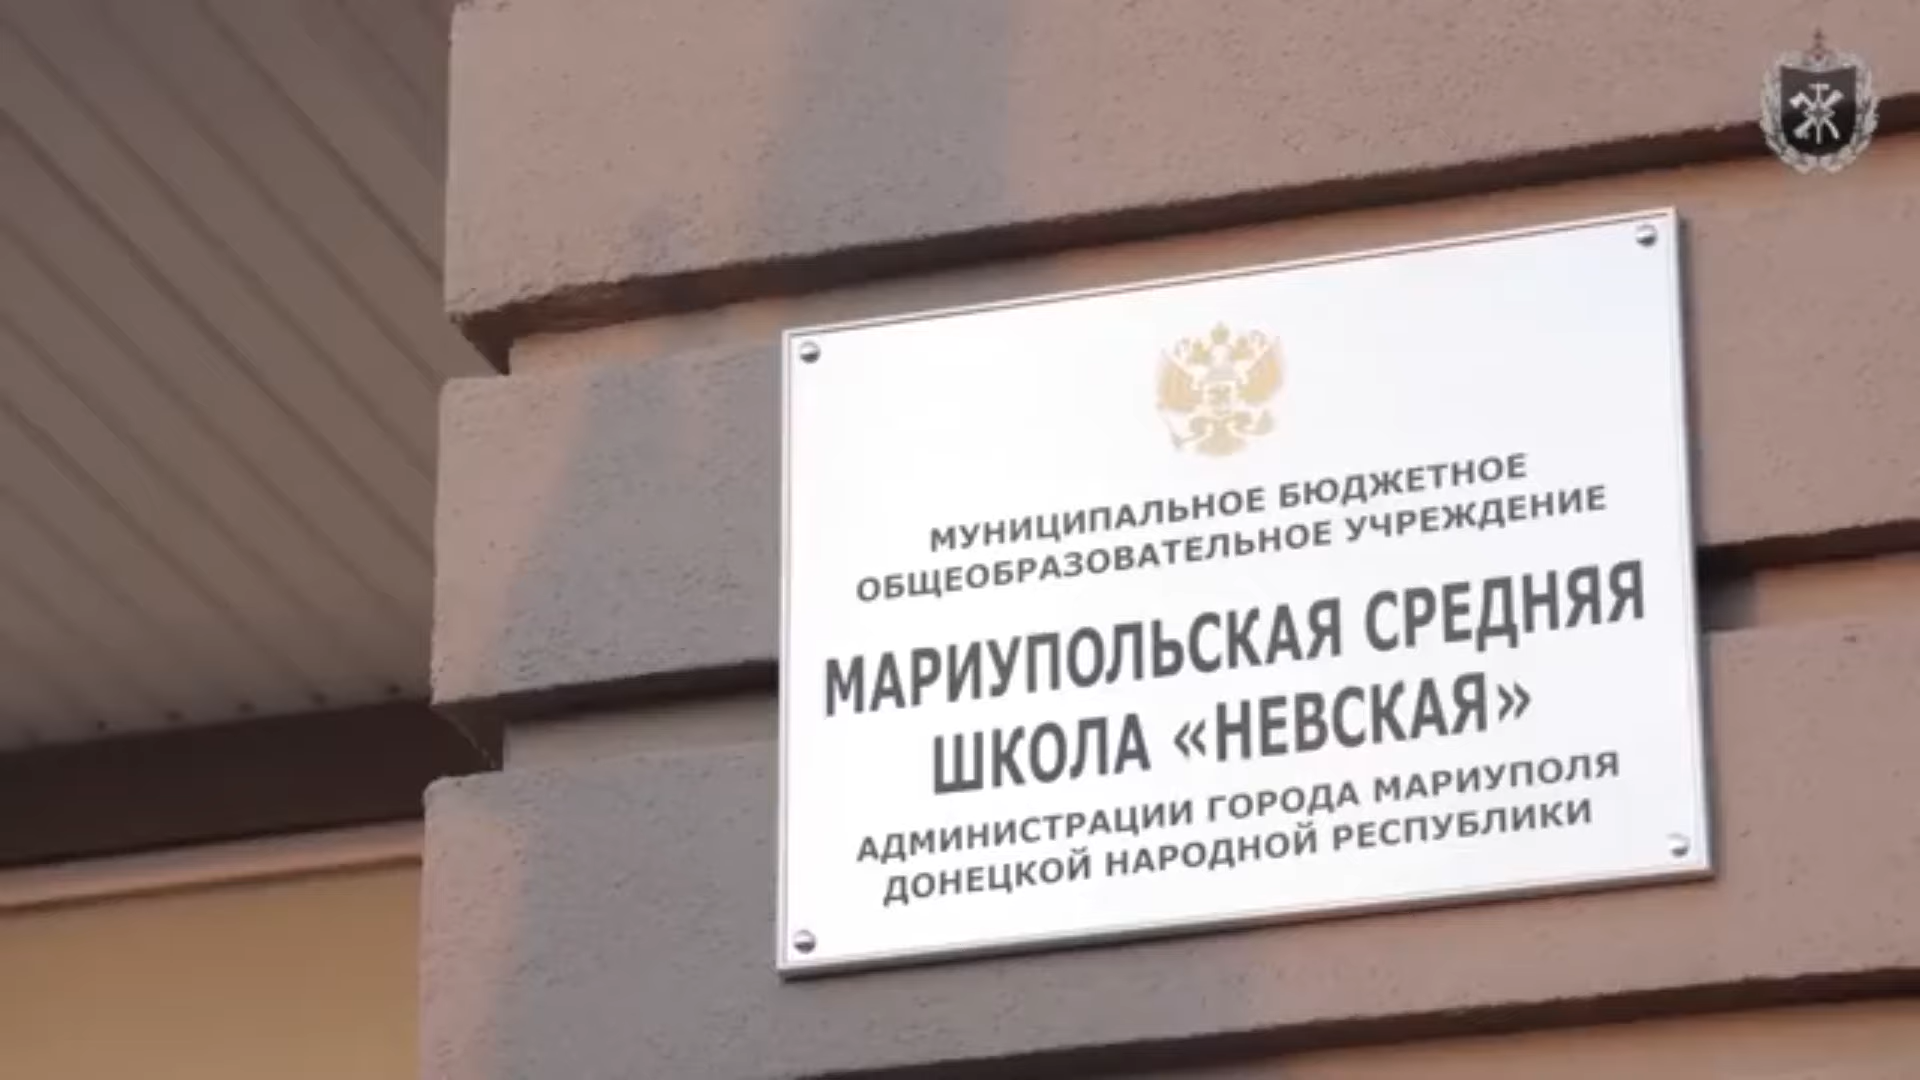 МУНИЦИПАЛЬНОЕ БЮДЖЕТНОЕ
ОБЩЕОБРАЗОВАТЕЛЬНОЕ УЧРЕЖДЕНИЕ
МАРИУПОЛЬСКАЯ СРЕДНЯЯ
ШКОЛА «НЕВСКАЯ»
АДМИНИСТРАЦИИ ГОРОДА МАРИУПОЛЯ
ДОНЕЦКОЙ НАРОДНОЙ РЕСПУБЛИКИ